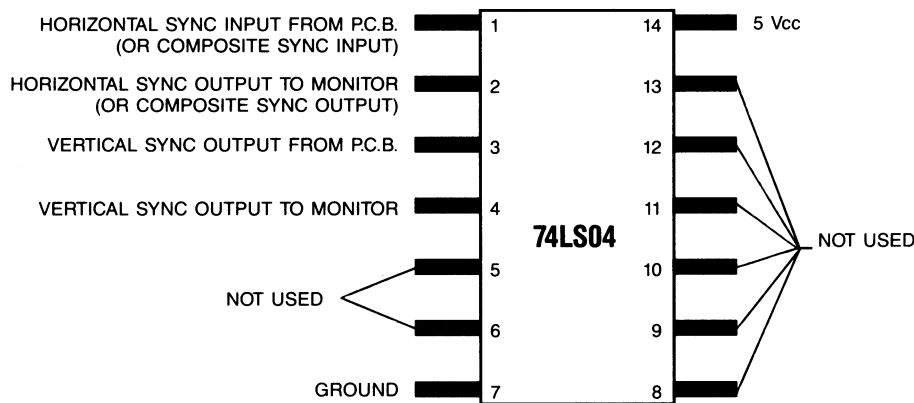 HORIZONTAL SYNC INPUT FROM P.C.B.
(OR COMPOSITE SYNC INPUT)
1
14
5 Vcc
HORIZONTAL SYNC OUTPUT TO MONITOR
(OR COMPOSITE SYNC OUTPUT)
2
13
VERTICAL SYNC OUTPUT FROM P.C.B.
3
12
VERTICAL SYNC OUTPUT TO MONITOR
4
11
74LS04
NOT USED
5
10
NOT USED
6
9
GROUND
7
8